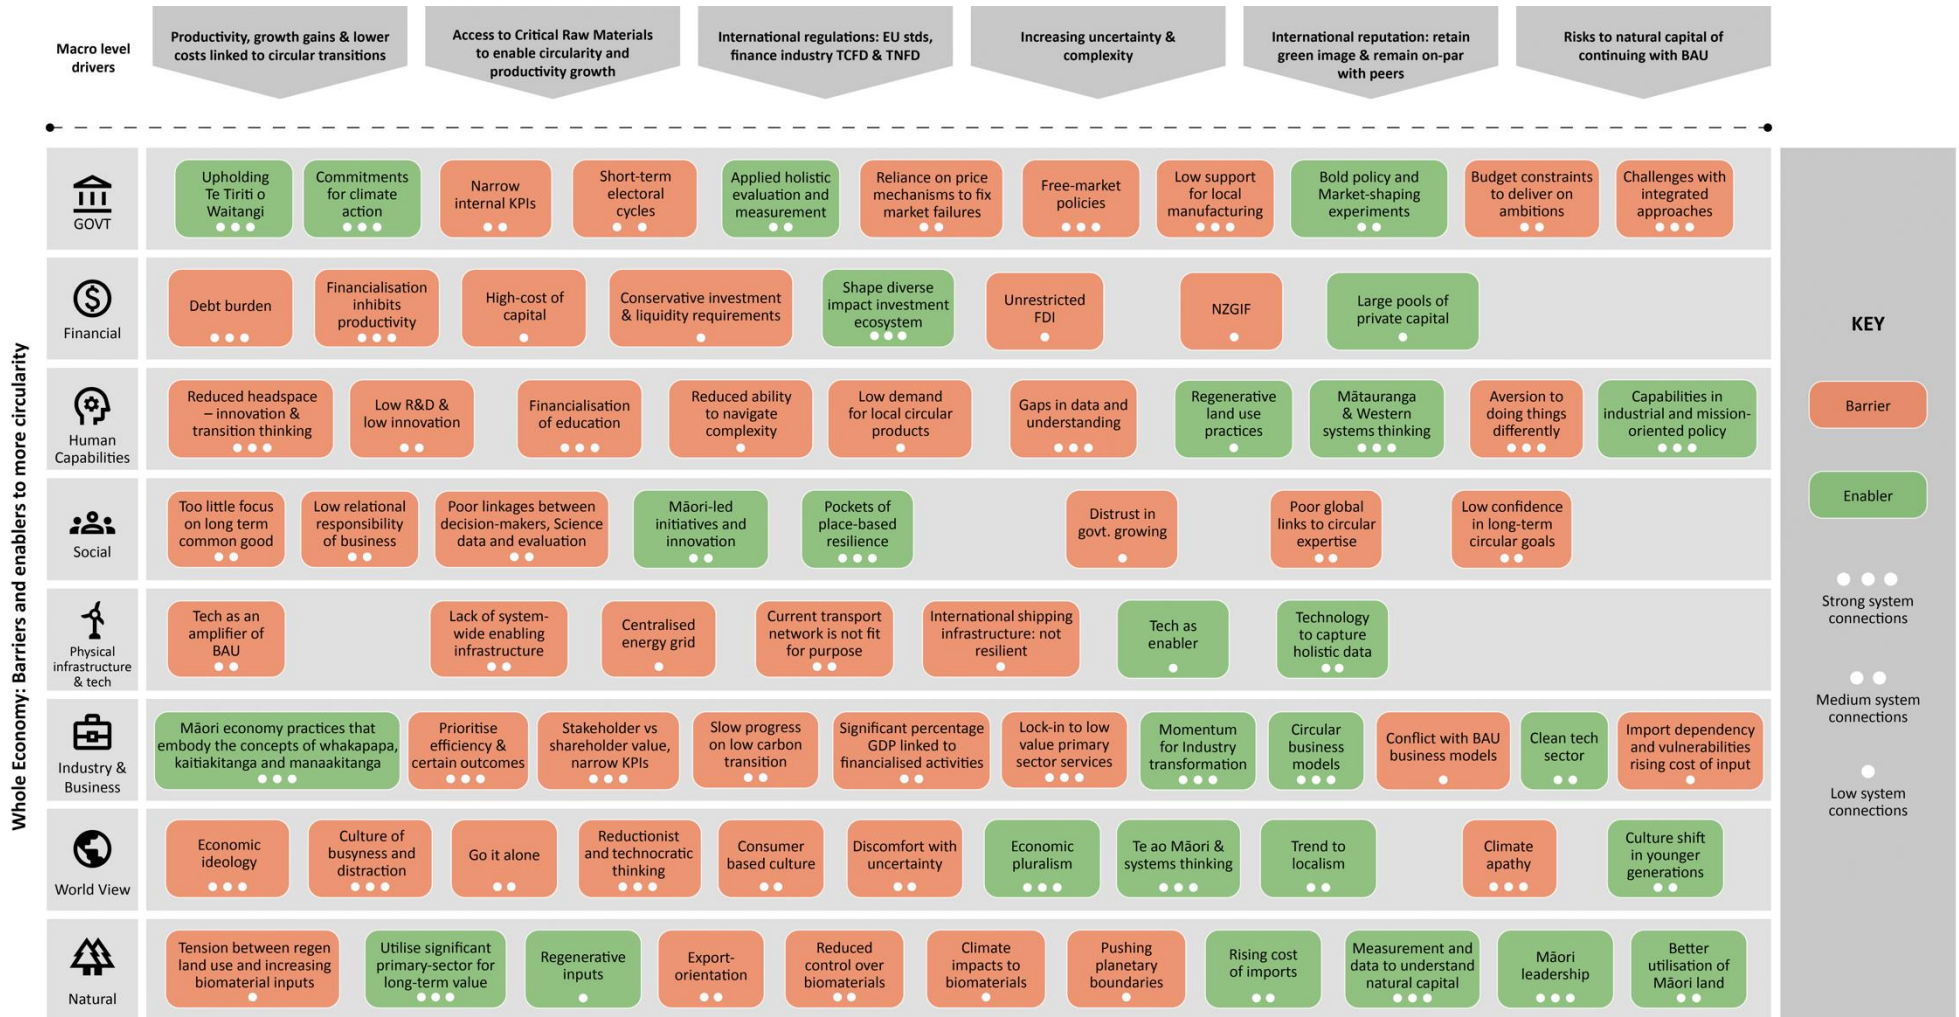 Macro level
drivers
Productivity, growth gains & lower
costs linked to circular transitions
Access to Critical Raw Materials
to enable circularity and
productivity growth
International regulations: EU stds,
finance industry TCFD & TNFD
Increasing uncertainty &
complexity
International reputation: retain
green image & remain on-par
with peers
Risks to natural capital of
continuing with BAU
Whole Economy: Barriers and enablers to more circularity
GOVT
Upholding
Te Tiriti o
Waitangi
Commitments
for climate
action
Narrow
internal KPIs
Short-term
electoral
cycles
Applied holistic
evaluation and
measurement
Reliance on price
mechanisms to fix
market failures
Free-market
policies
Low support
for local
manufacturing
Bold policy and
Market-shaping
experiments
Budget constraints
to deliver on
ambitions
Challenges with
integrated
approaches
Financial
Debt burden
Financialisation
inhibits
productivity
High-cost of
capital
Conservative investment
& liquidity requirements
Shape diverse
impact investment
ecosystem
Unrestricted
FDI
NZGIF
Large pools of
private capital
Human
Capabilities
Reduced headspace
– innovation &
transition thinking
Low R&D &
low innovation
Financialisation
of education
Reduced ability
to navigate
complexity
Low demand
for local circular
products
Gaps in data and
understanding
Regenerative
land use
practices
Mātauranga
& Western
systems thinking
Aversion to
doing things
differently
Capabilities in
industrial and mission-
oriented policy
Social
Too little focus
on long term
common good
Low relational
responsibility
of business
Poor linkages between
decision-makers, Science
data and evaluation
Māori-led
initiatives and
innovation
Pockets of
place-based
resilience
Distrust in
govt. growing
Poor global
links to circular
expertise
Low confidence
in long-term
circular goals
Physical
infrastructure
& tech
Tech as an
amplifier of
BAU
Lack of system-
wide enabling
infrastructure
Centralised
energy grid
Current transport
network is not fit
for purpose
International shipping
infrastructure: not
resilient
Tech as
enabler
Technology
to capture
holistic data
Industry &
Business
Māori economy practices that
embody the concepts of whakapapa,
kaitiakitanga and manaakitanga
Prioritise
efficiency &
certain outcomes
Stakeholder vs
shareholder value,
narrow KPIs
Slow progress
on low carbon
transition
Significant percentage
GDP linked to
financialised activities
Lock-in to low
value primary
sector services
Momentum
for Industry
transformation
Circular
business
models
Conflict with BAU
business models
Clean tech
sector
Import dependency
and vulnerabilities
rising cost of input
World View
Economic
ideology
Culture of
busyness and
distraction
Go it alone
Reductionist
and technocratic
thinking
Consumer
based culture
Discomfort with
uncertainty
Economic
pluralism
Te ao Māori &
systems thinking
Trend to
localism
Climate
apathy
Culture shift
in younger
generations
Natural
Tension between regen
land use and increasing
biomaterial inputs
Utilise significant
primary-sector for
long-term value
Regenerative
inputs
Export-
orientation
Reduced
control over
biomaterials
Climate
impacts to
biomaterials
Pushing
planetary
boundaries
Rising cost
of imports
Measurement and
data to understand
natural capital
Māori
leadership
Better
utilisation of
Māori land
KEY
Barrier
Enabler
Strong system
connections
Medium system
connections
Low system
connections